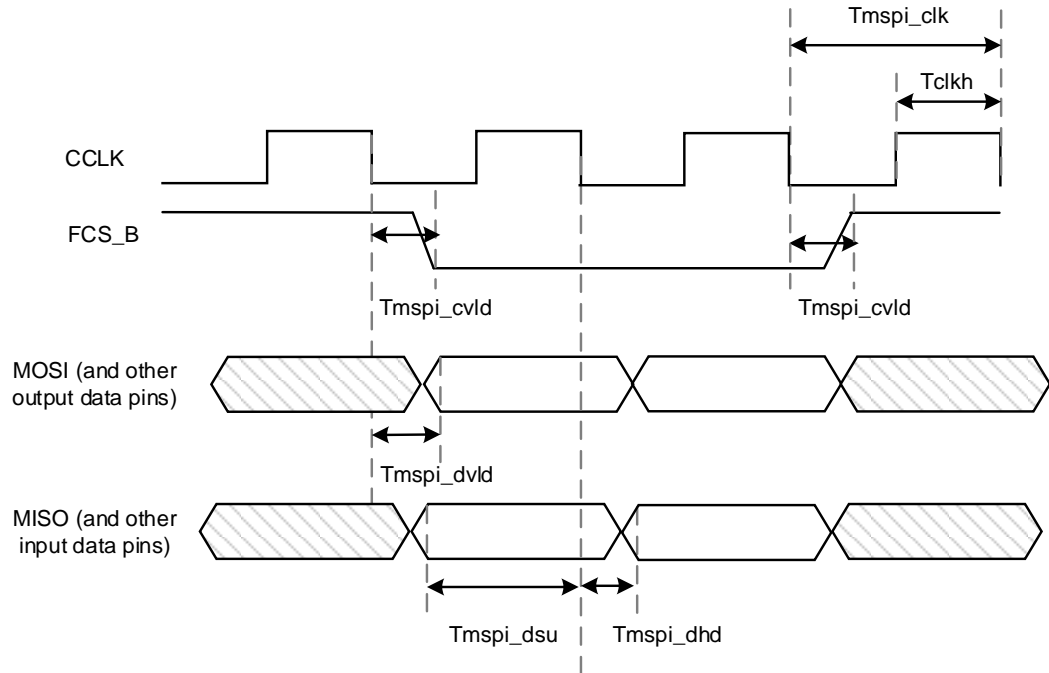 Tmspi_clk
Tclkh
CCLK
FCS_B
Tmspi_cvld
Tmspi_cvld
MOSI (and other
output data pins)
Tmspi_dvld
MISO (and other
input data pins)
Tmspi_dsu
Tmspi_dhd